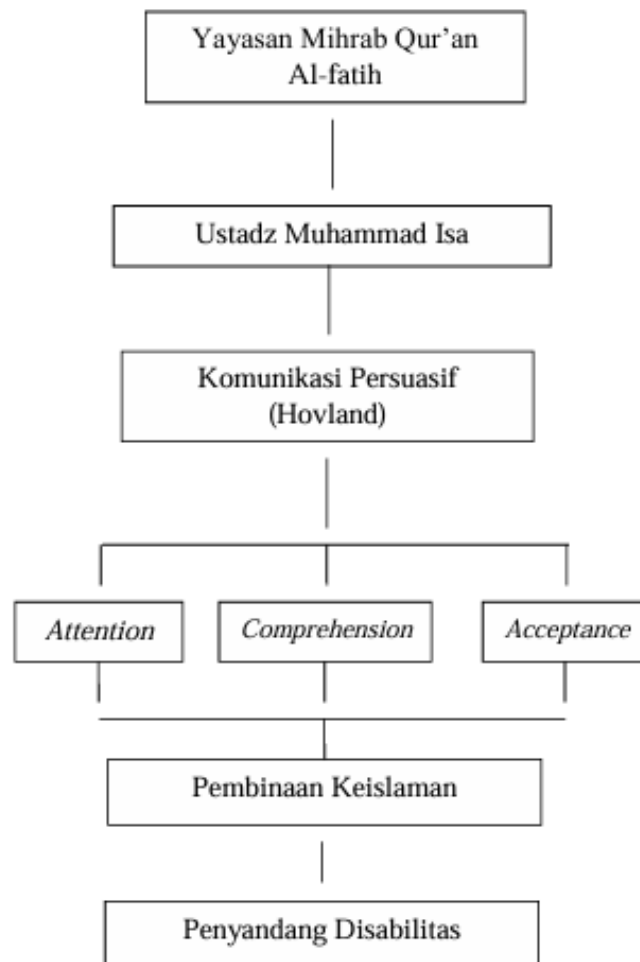 Yayasan Mihrab Qur’an
Al-fatih
Ustadz Muhammad Isa
Komunikasi Persuasif
(Hovland)
Attention
Comprehension
Acceptance
Pembinaan Keislaman
Penyandang Disabilitas